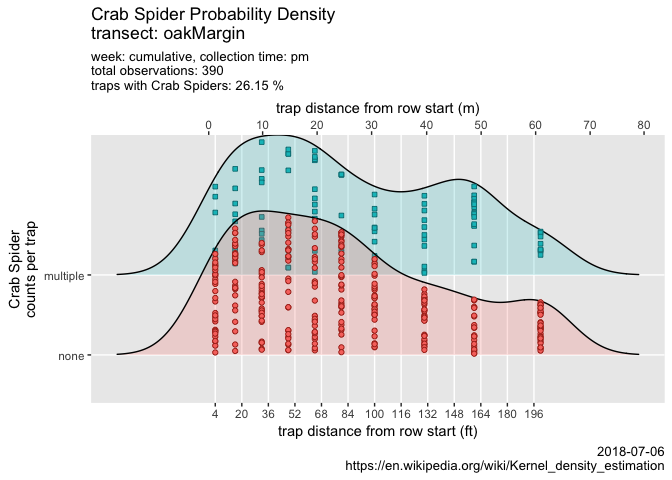 Crab Spider Probability Density
transect: oakMargin
week: cumulative, collection time: pm
total observations: 390
traps with Crab Spiders: 26.15 %
trap distance from row start (m)
0 10 20 30 40 50 60 70 80
Crab Spider
counts per trap
multiple
none
4 20 36 52 68 84 100 116 132 148 164 180 196
trap distance from row start (ft)
2018-07-06
https://en.wikipedia.org/wiki/Kernel_density_estimation